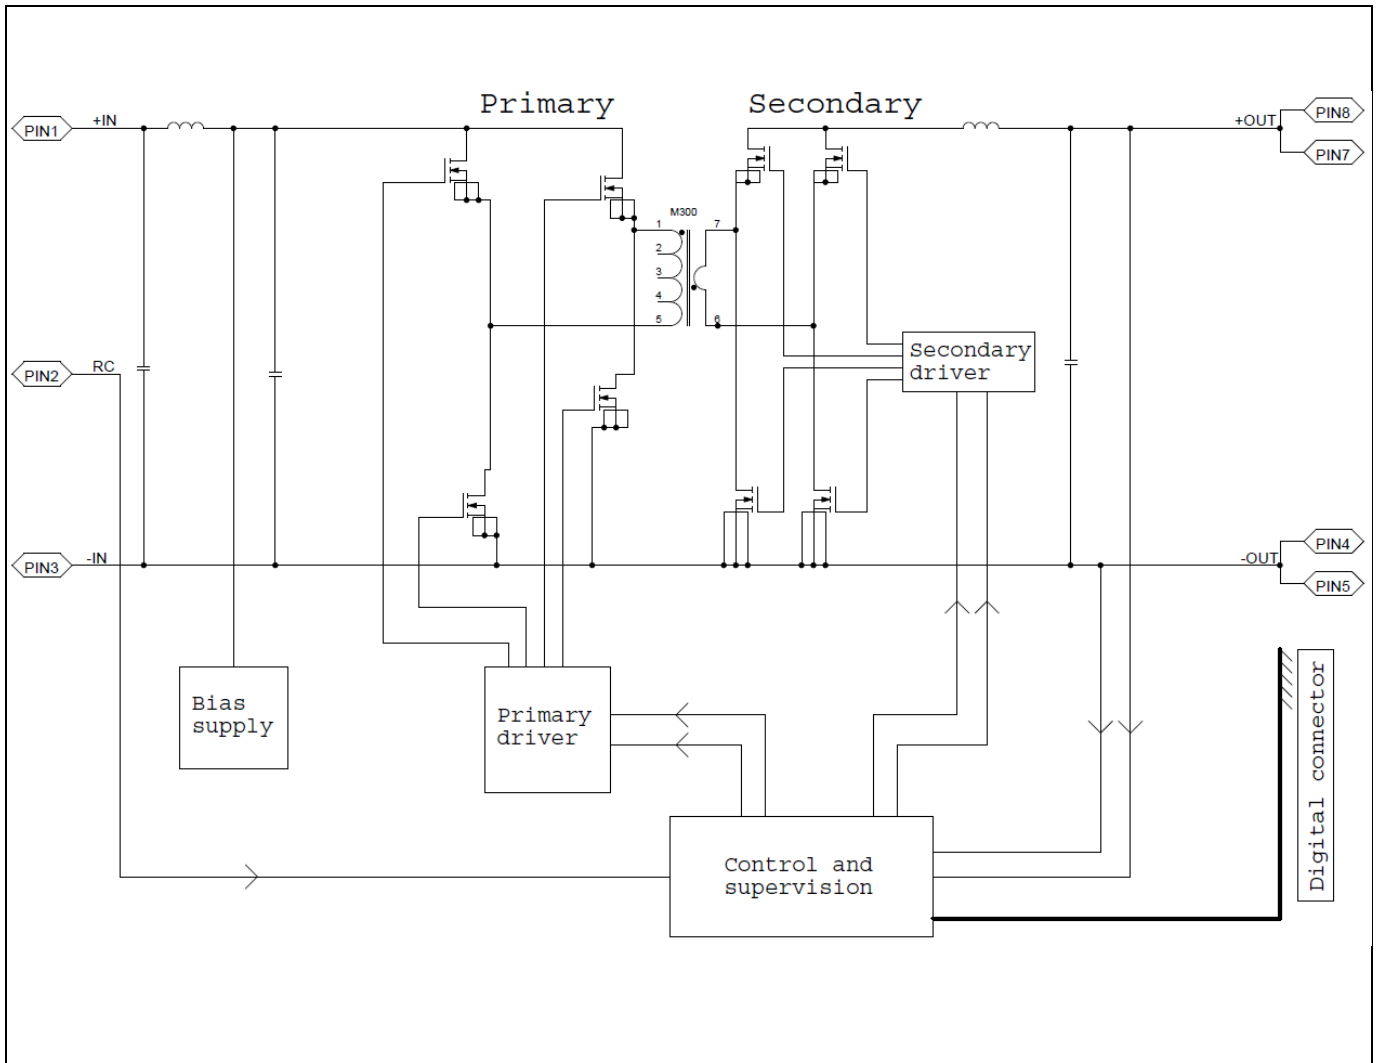 Primary
Secondary
PIN1
+IN
+OUT
PIN8
PIN7
M300
1
2
3
4
5
7
6
PIN2
RC
Secondary
driver
PIN3
-IN
-OUT
PIN4
PIN5
Bias
supply
Primary
driver
Control and
supervision
Digital connector